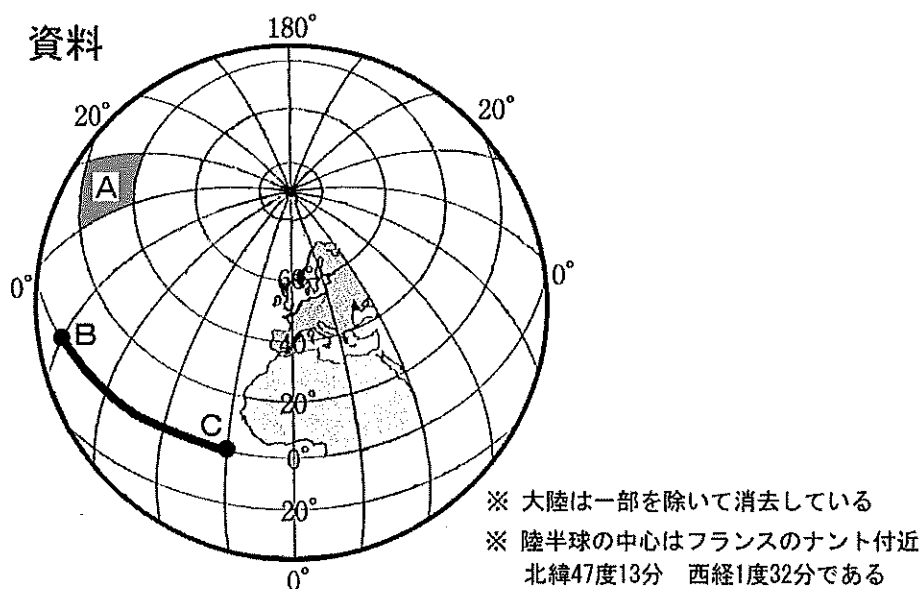 資料
180°
20°
20°
A
0°
0°
60°
B
40°
20°
C
0°
20°
0°
※ 大陸は一部を除いて消去している
※ 陸半球の中心はフランスのナント付近
北緯47度13分 西経1度32分である